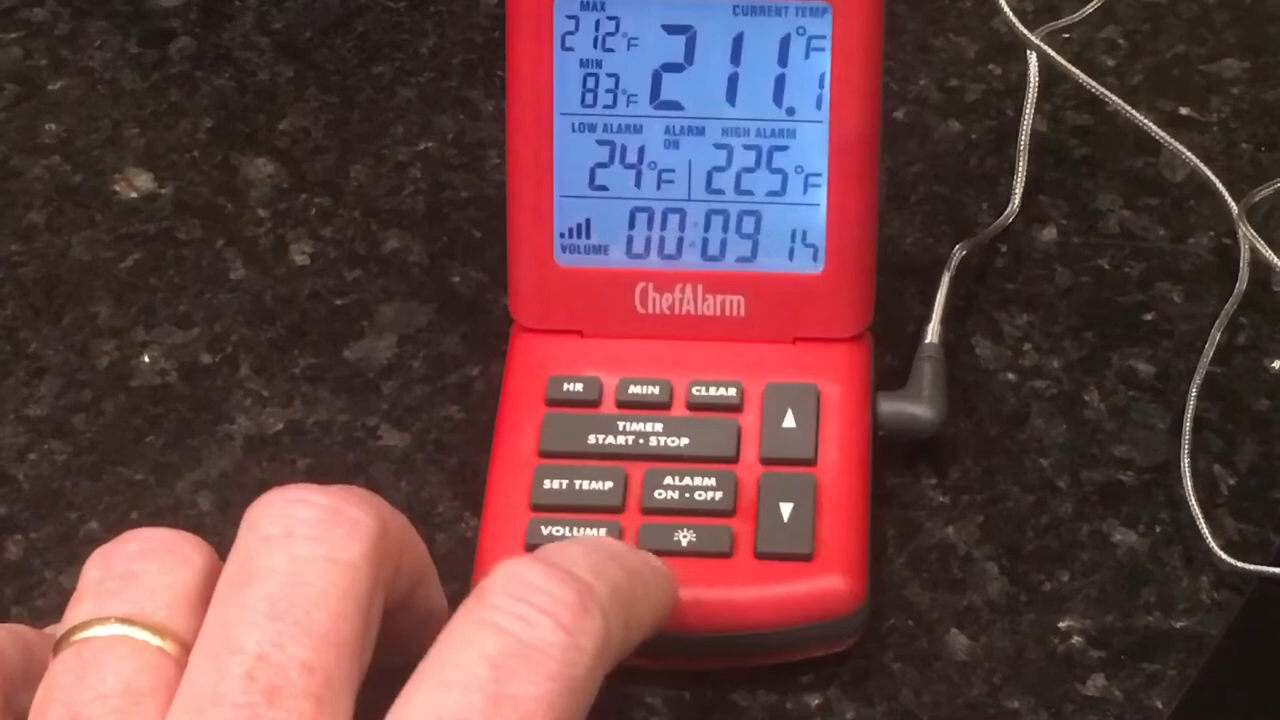 MAX
CURRENT TEMP
212°F
211.1°F
MIN
83°F
LOW ALARM
ALARM ON
HIGH ALARM
24°F
225°F
VOLUME
00:09 14
ChefAlarm
HR
MIN
CLEAR
TIMER
START • STOP
SET TEMP
ALARM
ON • OFF
VOLUME